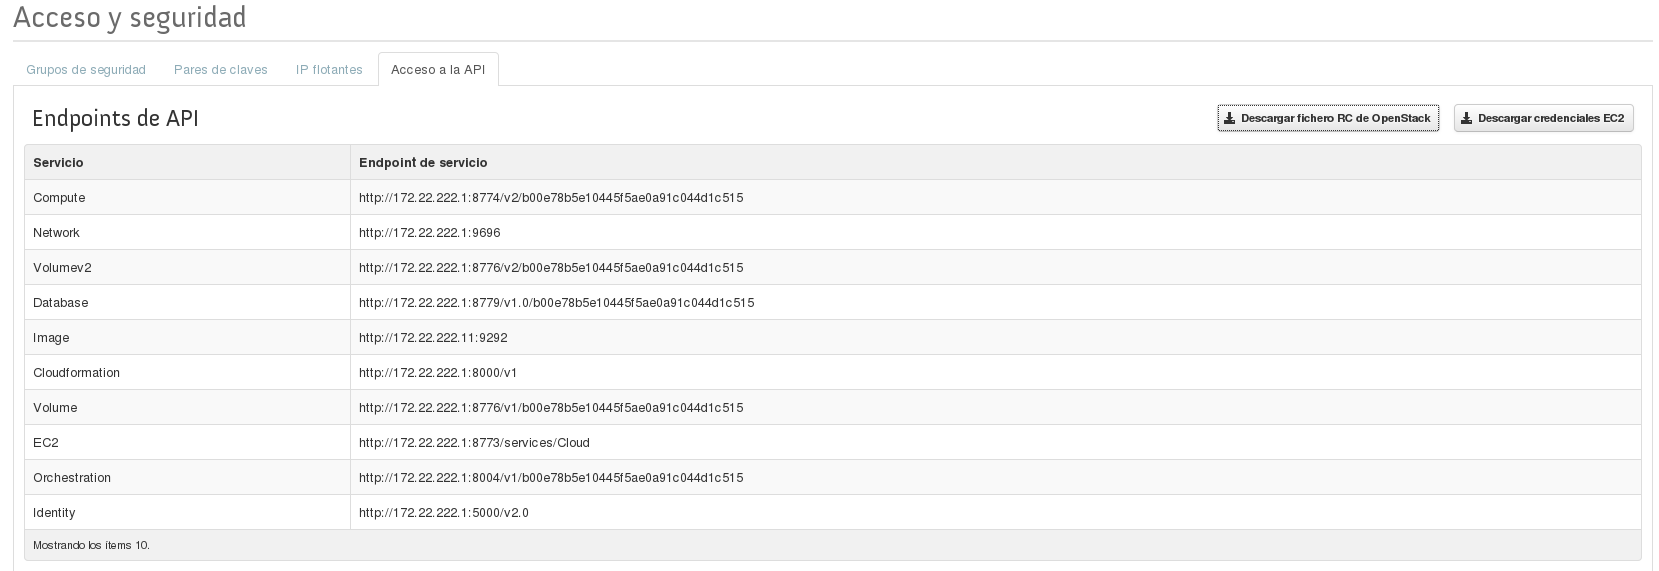 Acceso y seguridad
Grupos de seguridad Pares de claves IP flotantes Acceso a la API
Endpoints de API Descargar fichero RC de OpenStack Descargar credenciales EC2
Servicio Endpoint de servicio
Compute http://172.22.222.1:8774/v2/b00e78b5e10445f5ae0a91c044d1c515
Network http://172.22.222.1:9696
Volumev2 http://172.22.222.1:8776/v2/b00e78b5e10445f5ae0a91c044d1c515
Database http://172.22.222.1:8779/v1.0/b00e78b5e10445f5ae0a91c044d1c515
Image http://172.22.222.11:9292
Cloudformation http://172.22.222.1:8000/v1
Volume http://172.22.222.1:8776/v1/b00e78b5e10445f5ae0a91c044d1c515
EC2 http://172.22.222.1:8773/services/Cloud
Orchestration http://172.22.222.1:8004/v1/b00e78b5e10445f5ae0a91c044d1c515
Identity http://172.22.222.1:5000/v2.0
Mostrando los ítems 10.